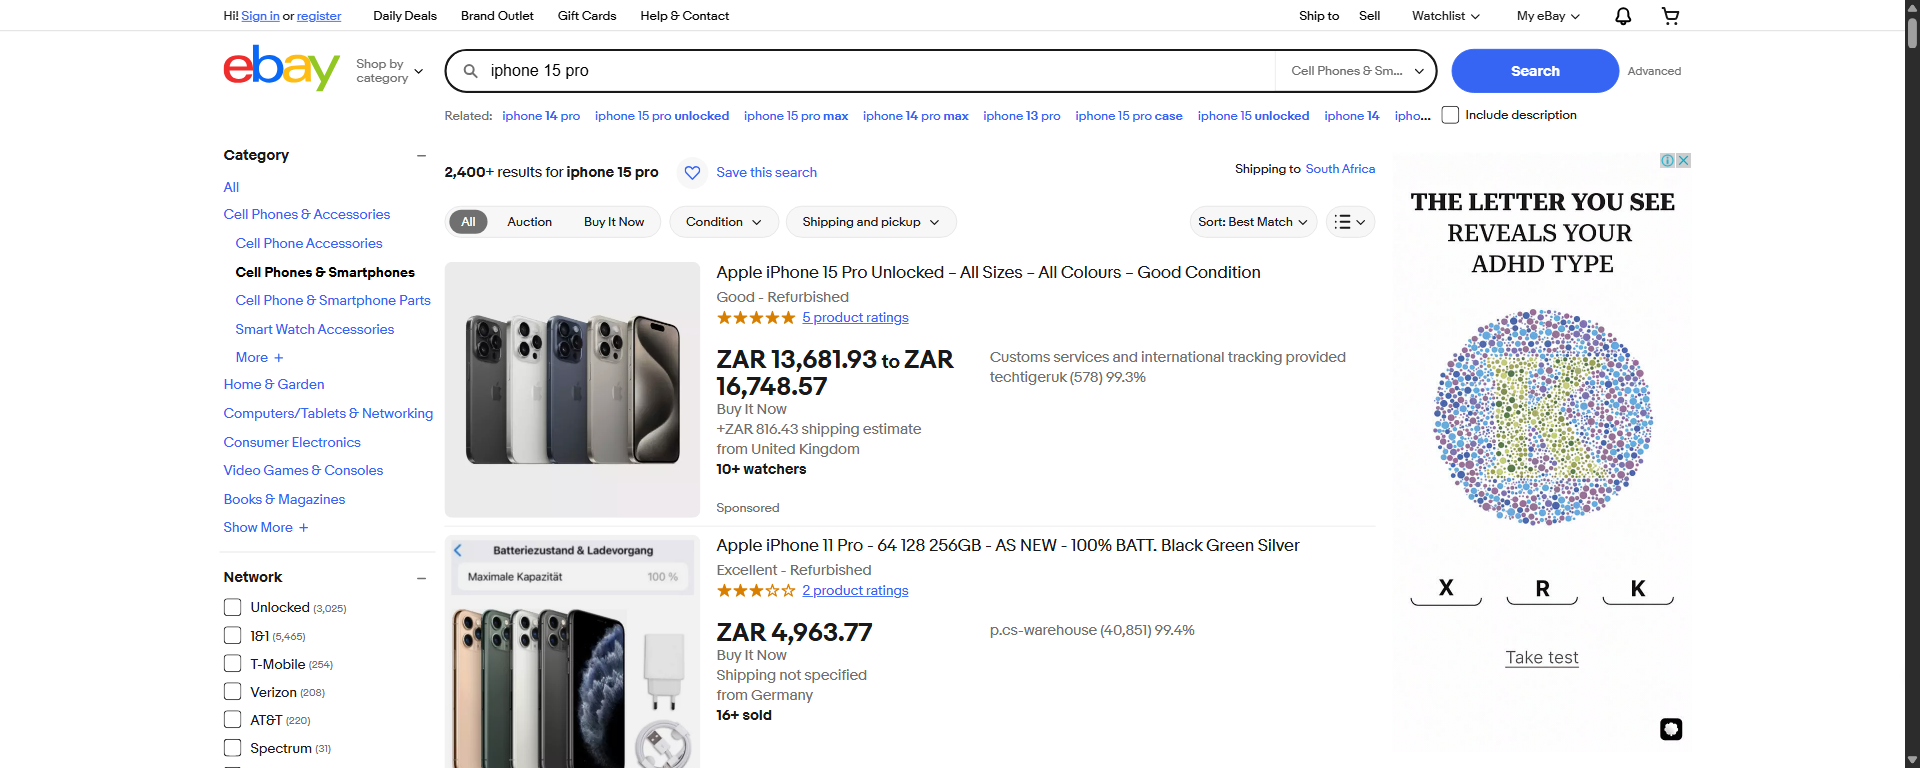 Hi! Sign in or register
Daily Deals
Brand Outlet
Gift Cards
Help & Contact
Ship to
Sell
Watchlist
My eBay
ebay
Shop by
category
iphone 15 pro
Cell Phones & Sm...
Search
Advanced
Related: iphone 14 pro iphone 15 pro unlocked iphone 15 pro max iphone 14 pro max iphone 13 pro iphone 15 pro case iphone 15 unlocked iphone 14 ipho...
Include description
Category
All
Cell Phones & Accessories
Cell Phone Accessories
Cell Phones & Smartphones
Cell Phone & Smartphone Parts
Smart Watch Accessories
More +
Home & Garden
Computers/Tablets & Networking
Consumer Electronics
Video Games & Consoles
Books & Magazines
Show More +
Network
Unlocked (3,025)
1&1 (5,465)
T-Mobile (254)
Verizon (208)
AT&T (220)
Spectrum (31)
2,400+ results for iphone 15 pro
Save this search
Shipping to South Africa
All
Auction
Buy It Now
Condition
Shipping and pickup
Sort: Best Match
Apple iPhone 15 Pro Unlocked – All Sizes – All Colours – Good Condition
Good - Refurbished
5 product ratings
ZAR 13,681.93 to ZAR
16,748.57
Buy It Now
+ZAR 816.43 shipping estimate
from United Kingdom
10+ watchers
Customs services and international tracking provided
techtigeruk (578) 99.3%
Sponsored
Batteriezustand & Ladevorgang
Maximale Kapazität
100 %
Apple iPhone 11 Pro - 64 128 256GB - AS NEW - 100% BATT. Black Green Silver
Excellent - Refurbished
2 product ratings
ZAR 4,963.77
Buy It Now
Shipping not specified
from Germany
16+ sold
p.cs-warehouse (40,851) 99.4%
THE LETTER YOU SEE
REVEALS YOUR
ADHD TYPE
K
X
R
K
Take test